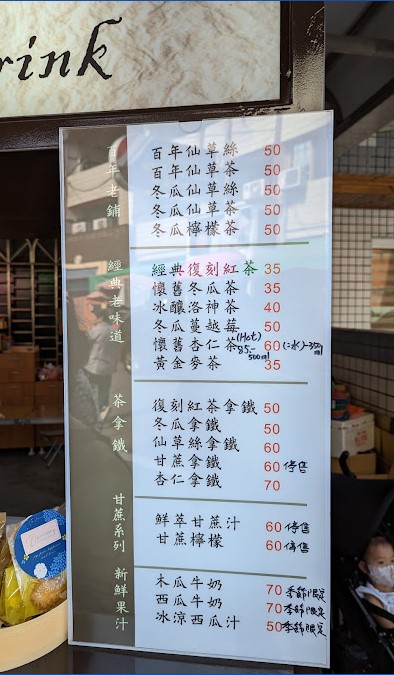 rink
百年老舖
百年仙草絲 50
百年仙草茶 50
冬瓜仙草絲 50
冬瓜仙草茶 50
冬瓜檸檬茶 50
經典老味道
經典復刻紅茶 35
懷舊冬瓜茶 35
冰釀洛神茶 40
冬瓜蔓越莓 50
懷舊杏仁茶 (Hot) 85.- 500ml 60 (冰)-350ml
黃金麥茶 35
茶拿鐵
復刻紅茶拿鐵 50
冬瓜拿鐵 50
仙草絲拿鐵 60
甘蔗拿鐵 60 停售
杏仁拿鐵 70
甘蔗系列
鮮萃甘蔗汁 60 停售
甘蔗檸檬 60 停售
新鮮果汁
木瓜牛奶 70 季節限定
西瓜牛奶 70 季節限定
冰涼西瓜汁 50 季節限定